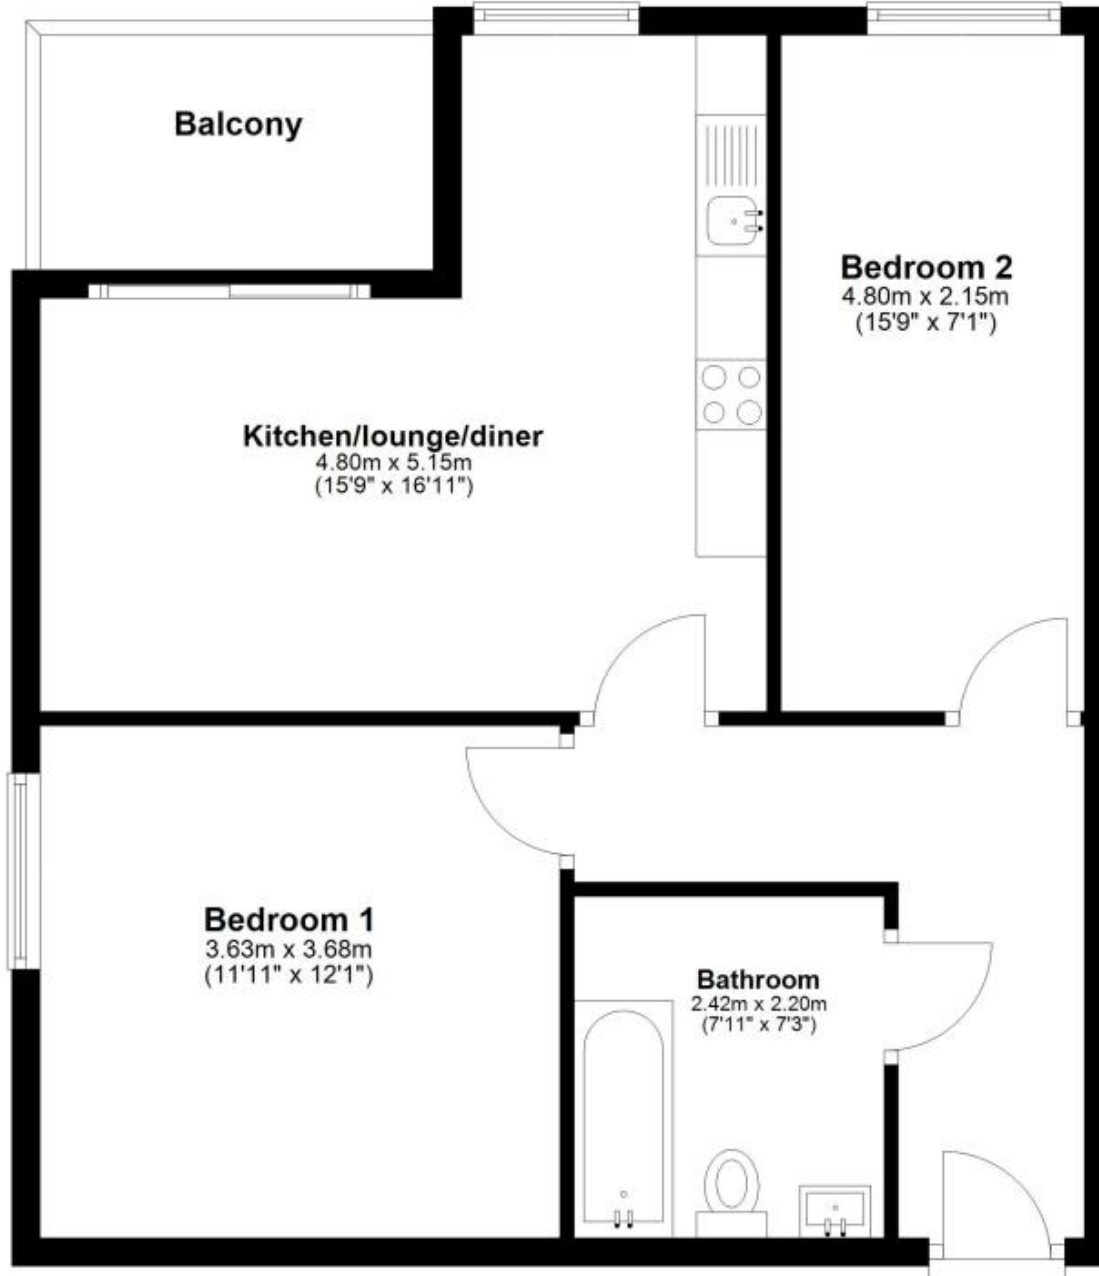 Balcony
Bedroom 2
4.80m x 2.15m
(15'9" x 7'1")
Kitchen/lounge/diner
4.80m x 5.15m
(15'9" x 16'11")
Bedroom 1
3.63m x 3.68m
(11'11" x 12'1")
Bathroom
2.42m x 2.20m
(7'11" x 7'3")